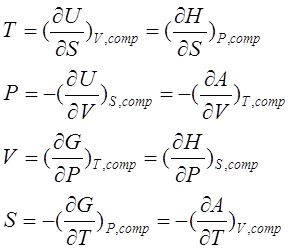 T = (∂U/∂S)_{V,comp} = (∂H/∂S)_{P,comp}
P = −(∂U/∂V)_{S,comp} = −(∂A/∂V)_{T,comp}
V = (∂G/∂P)_{T,comp} = (∂H/∂P)_{S,comp}
S = −(∂G/∂T)_{P,comp} = −(∂A/∂T)_{V,comp}